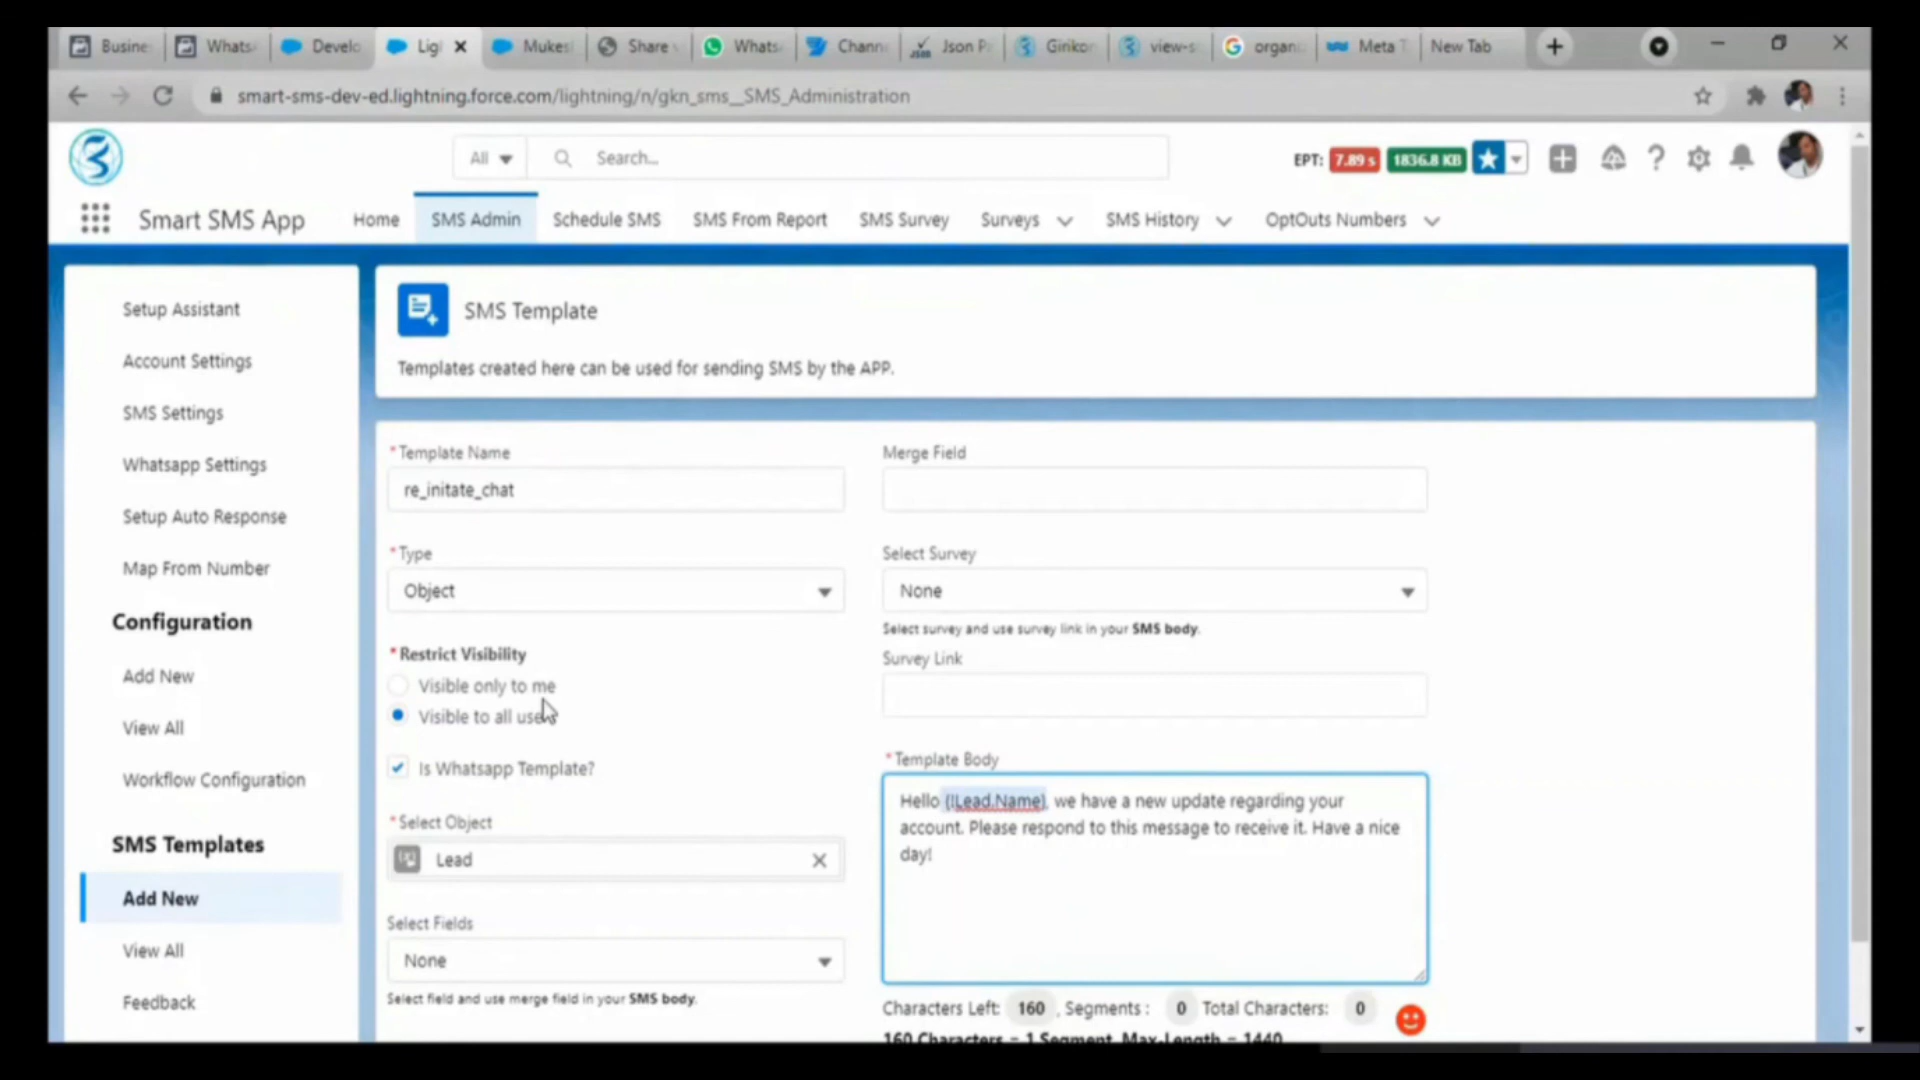 Busine
Whats
Develo
Lig
Mukes
Share
Whats
Chann
Json P
Girikon
view-s
organi
Meta T
New Tab
smart-sms-dev-ed.lightning.force.com/lightning/n/gkn_sms__SMS_Administration
All
Search...
EPT: 7.89 s 1836.8 KB
Smart SMS App
Home
SMS Admin
Schedule SMS
SMS From Report
SMS Survey
Surveys
SMS History
OptOuts Numbers
Setup Assistant
Account Settings
SMS Settings
Whatsapp Settings
Setup Auto Response
Map From Number
Configuration
Add New
View All
Workflow Configuration
SMS Templates
Add New
View All
Feedback
SMS Template
Templates created here can be used for sending SMS by the APP.
*Template Name
re_initate_chat
*Type
Object
*Restrict Visibility
Visible only to me
Visible to all users
Is Whatsapp Template?
*Select Object
Lead
Select Fields
None
Select field and use merge field in your SMS body.
Merge Field
Select Survey
None
Select survey and use survey link in your SMS body.
Survey Link
*Template Body
Hello {!Lead.Name}, we have a new update regarding your
account. Please respond to this message to receive it. Have a nice
day!
Characters Left: 160 , Segments : 0 Total Characters: 0
160 Characters = 1 Segment, Max-Length = 1440